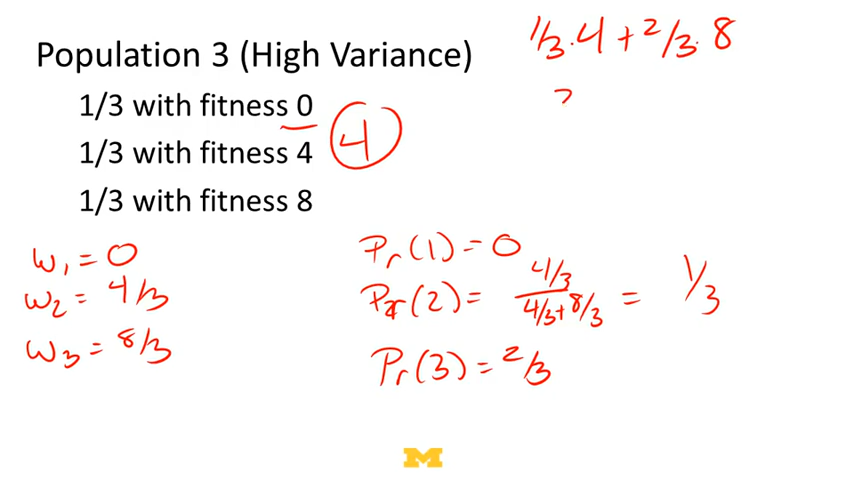 1/3·4 + 2/3·8
Population 3 (High Variance)
1/3 with fitness 0
4
1/3 with fitness 4
1/3 with fitness 8
w₁ = 0
w₂ = 4/3
w₃ = 8/3
Pr(1) = 0
Pr(2) = 4/3 / 4/3 + 8/3 = 1/3
Pr(3) = 2/3
M